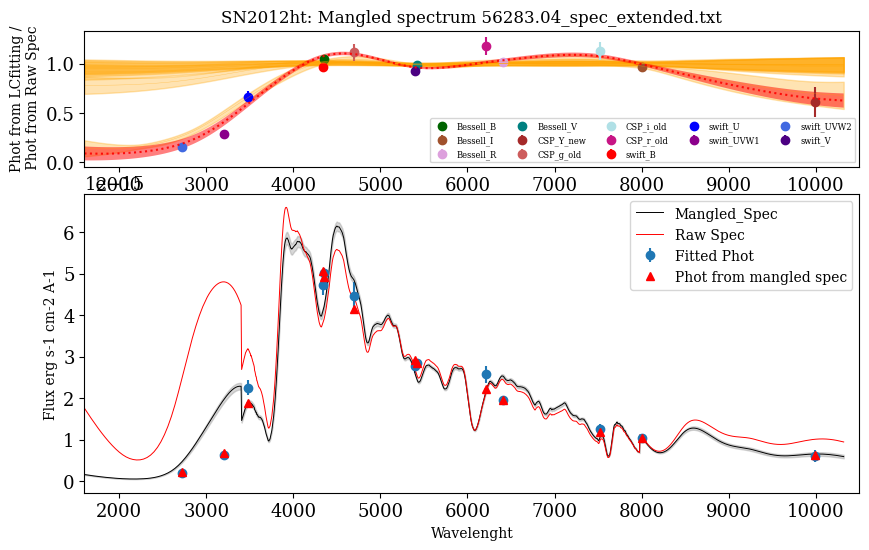 SN2012ht: Mangled spectrum 56283.04_spec_extended.txt
Phot from LCfitting /
Phot from Raw Spec
1.0
0.5
0.0
Bessell_B Bessell_V CSP_i_old swift_U swift_UVW2
Bessell_I CSP_Y_new CSP_r_old swift_UVW1 swift_V
Bessell_R CSP_g_old swift_B
2000 3000 4000 5000 6000 7000 8000 9000 10000
1e−15
Flux erg s-1 cm-2 A-1
6
5
4
3
2
1
0
Mangled_Spec
Raw Spec
Fitted Phot
Phot from mangled spec
2000 3000 4000 5000 6000 7000 8000 9000 10000
Wavelenght